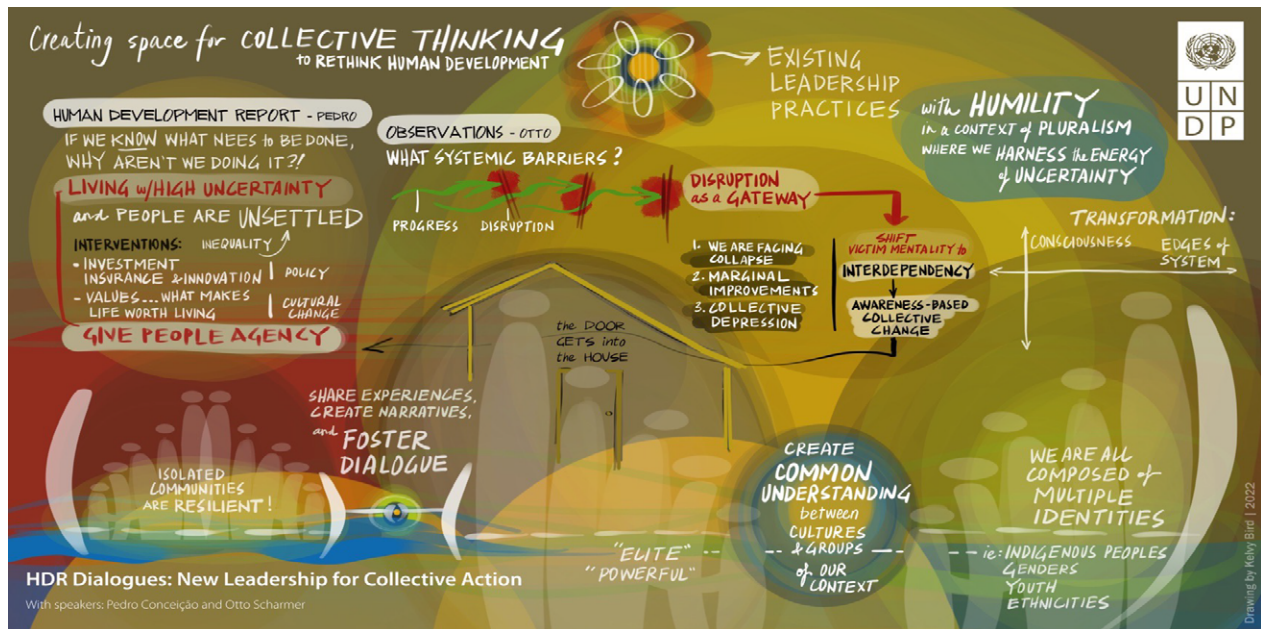 Creating space for COLLECTIVE THINKING
to RETHINK HUMAN DEVELOPMENT
EXISTING
LEADERSHIP
PRACTICES
with HUMILITY
in a CONTEXT of PLURALISM
WHERE WE HARNESS the ENERGY
of UNCERTAINTY
UN
DP
HUMAN DEVELOPMENT REPORT - PEDRO
IF WE KNOW WHAT NEEDS to BE DONE,
WHY AREN'T WE DOING IT?!
LIVING w/HIGH UNCERTAINTY
and PEOPLE ARE UNSETTLED
INTERVENTIONS:
INEQUALITY
• INVESTMENT
INSURANCE & INNOVATION
POLICY
- VALUES... WHAT MAKES
LIFE WORTH LIVING
CULTURAL
CHANGE
GIVE PEOPLE AGENCY
OBSERVATIONS - OTTO
WHAT SYSTEMIC BARRIERS?
PROGRESS
DISRUPTION
DISRUPTION
as a GATEWAY
1. WE ARE FACING
COLLAPSE
2. MARGINAL
IMPROVEMENTS
3. COLLECTIVE
DEPRESSION
SHIFT
VICTIM MENTALITY to
INTERDEPENDENCY
AWARENESS-BASED
COLLECTIVE
CHANGE
TRANSFORMATION:
CONSCIOUSNESS
EDGES of
SYSTEM
the DOOR
GETS into
the HOUSE
SHARE EXPERIENCES,
CREATE NARRATIVES,
and FOSTER
DIALOGUE
ISOLATED
COMMUNITIES
ARE RESILIENT!
"ELITE"
"POWERFUL"
CREATE
COMMON
UNDERSTANDING
between
CULTURES
& GROUPS
of OUR
CONTEXT
WE ARE ALL
COMPOSED of
MULTIPLE
IDENTITIES
ie: INDIGENOUS PEOPLES
GENDERS
YOUTH
ETHNICITIES
HDR Dialogues: New Leadership for Collective Action
With speakers: Pedro Conceição and Otto Scharmer
Drawing by Kelvy Bird | 2022